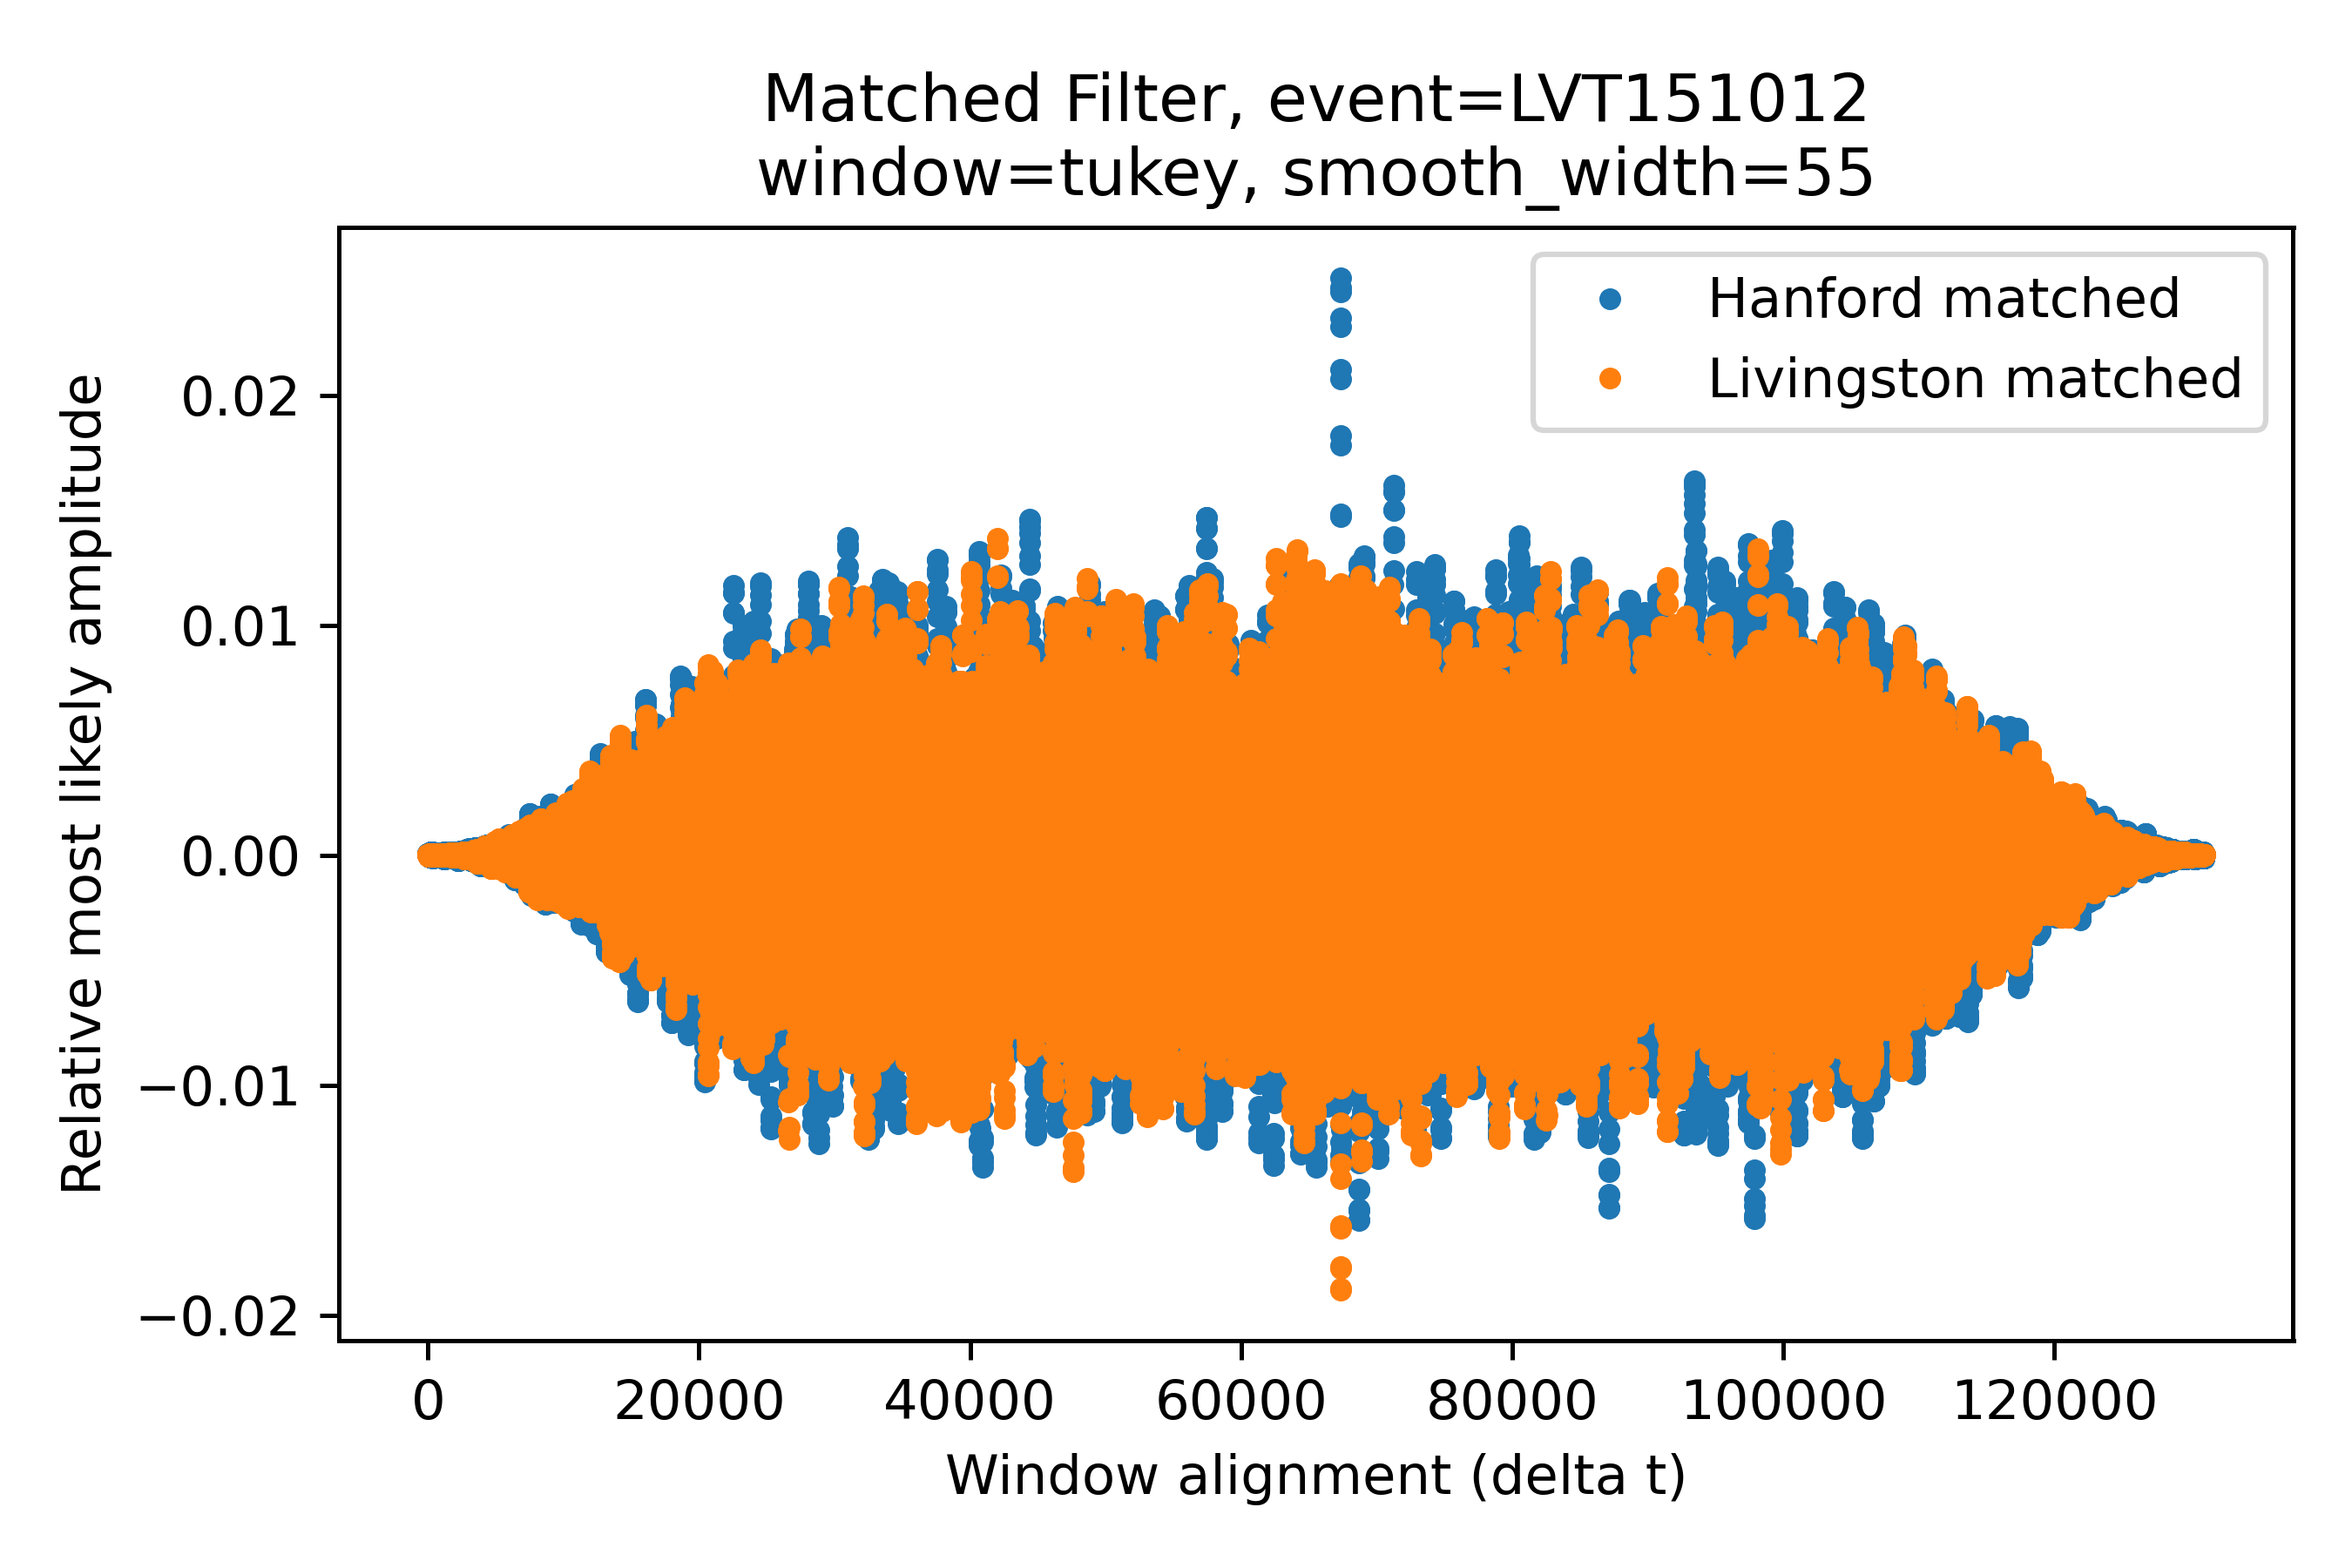 Matched Filter, event=LVT151012
window=tukey, smooth_width=55
Hanford matched
Livingston matched
Relative most likely amplitude
0.02
0.01
0.00
−0.01
−0.02
0 20000 40000 60000 80000 100000 120000
Window alignment (delta t)